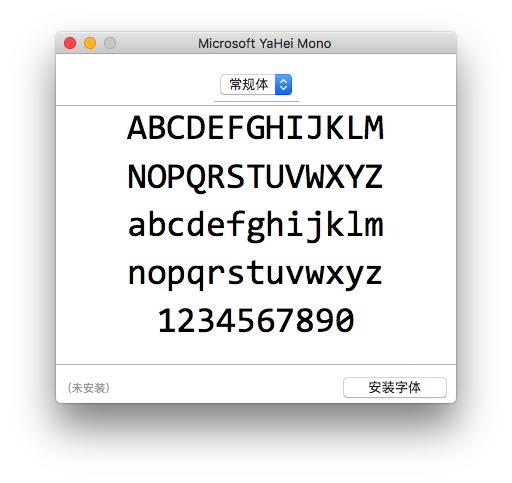 Microsoft YaHei Mono
常规体
ABCDEFGHIJKLM
NOPQRSTUVWXYZ
abcdefghijklm
nopqrstuvwxyz
1234567890
（未安装）
安装字体